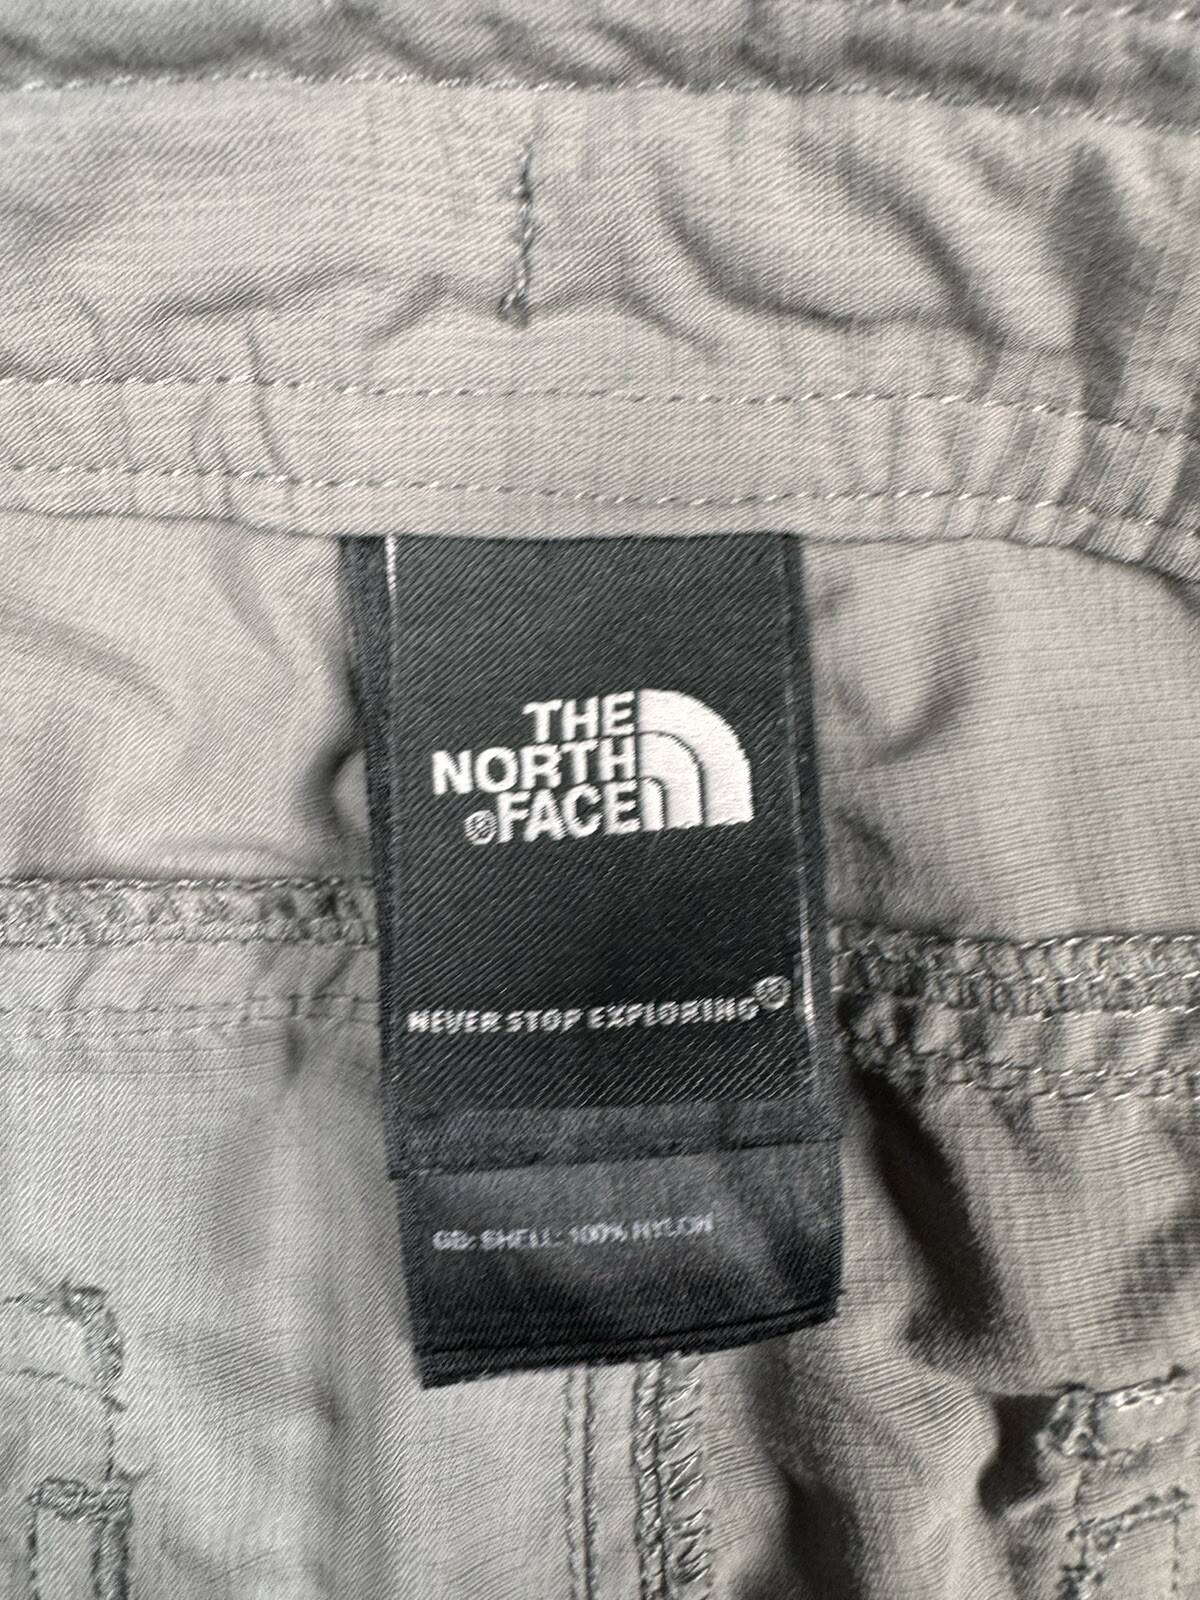 THE
NORTH
®FACE
NEVER STOP EXPLORING®
GB: SHELL: 100% NYLON